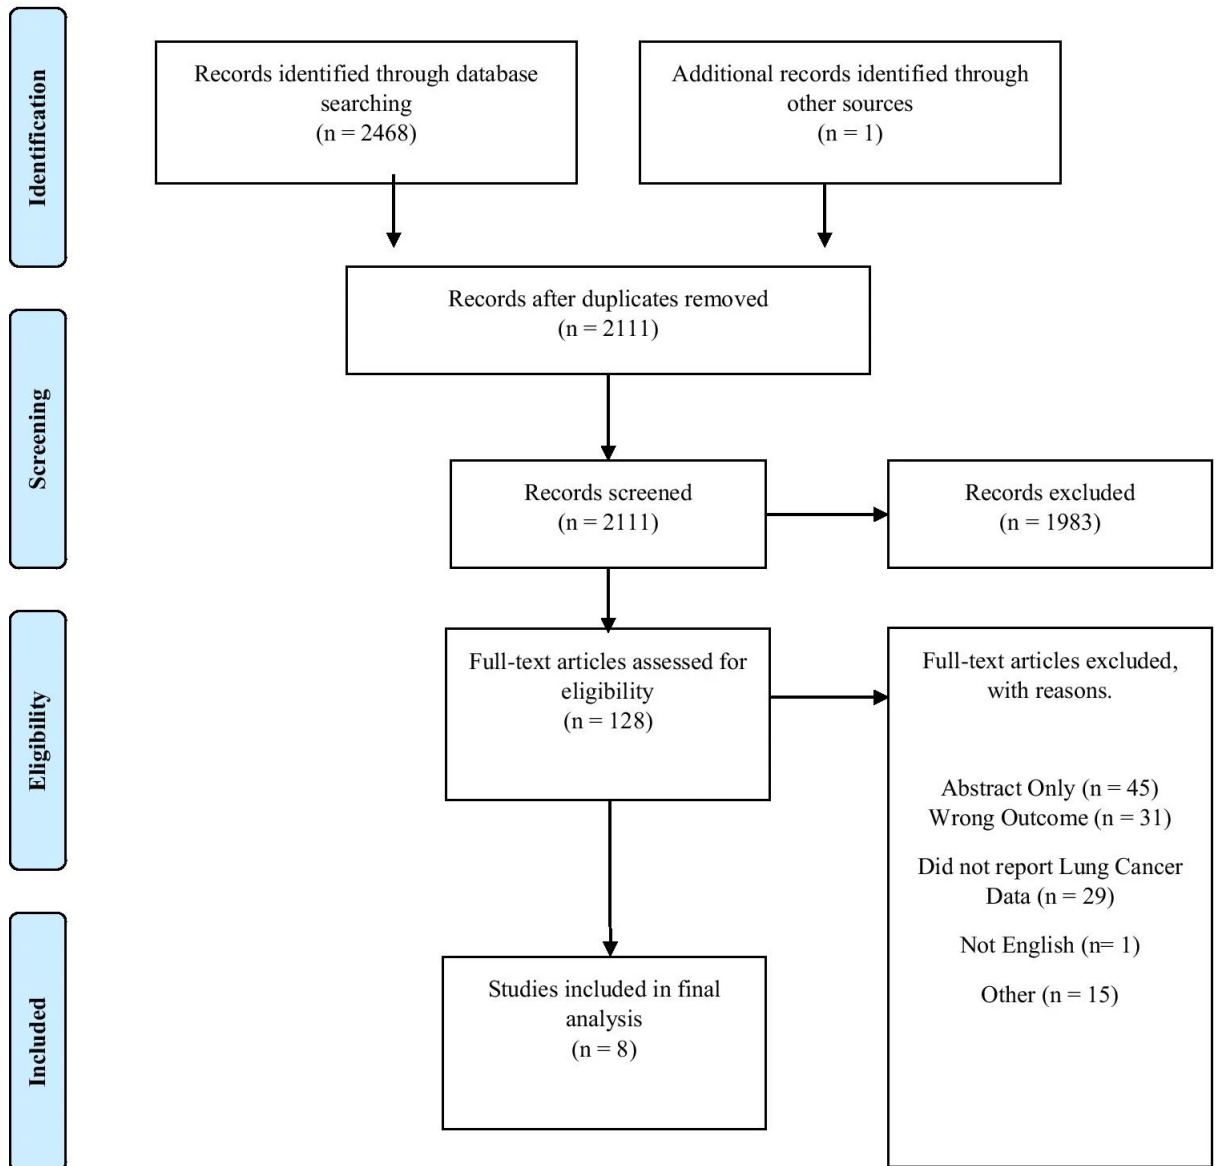 Identification
Records identified through database
searching
(n = 2468)
Additional records identified through
other sources
(n = 1)
Records after duplicates removed
(n = 2111)
Screening
Records screened
(n = 2111)
Records excluded
(n = 1983)
Eligibility
Full-text articles assessed for
eligibility
(n = 128)
Full-text articles excluded,
with reasons.
Abstract Only (n = 45)
Wrong Outcome (n = 31)
Did not report Lung Cancer
Data (n = 29)
Not English (n= 1)
Other (n = 15)
Included
Studies included in final
analysis
(n = 8)